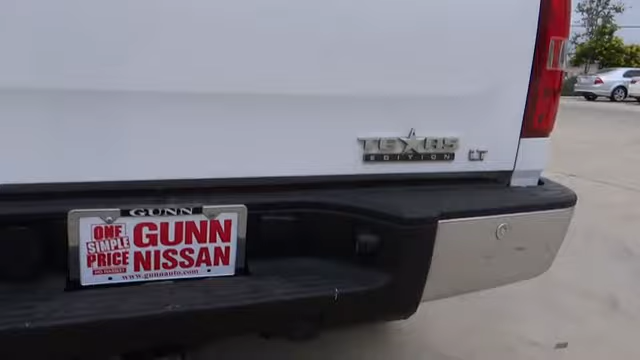 TEXAS
EDITION
LT
GUNN
ONE
SIMPLE
PRICE
GUNN
NISSAN
www.gunnauto.com